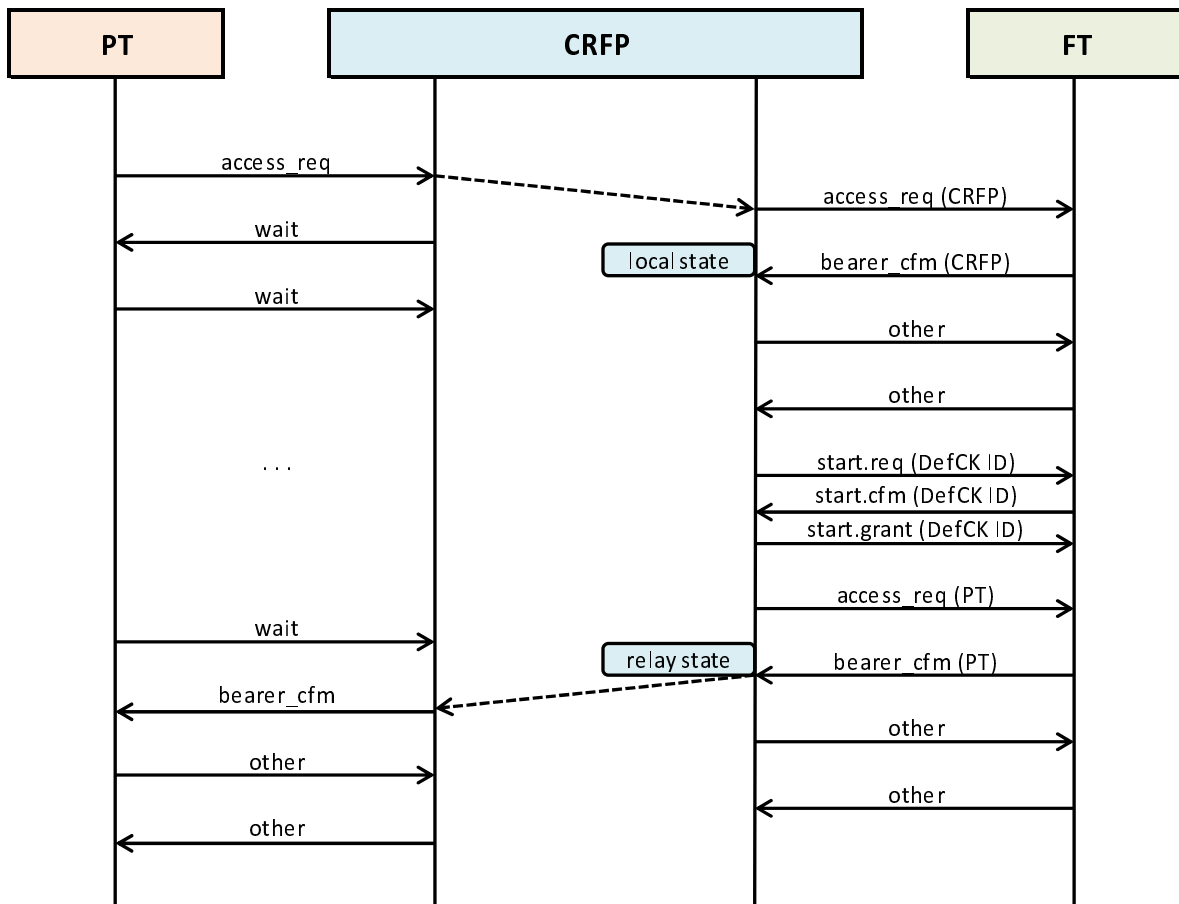 PT
CRFP
FT
access_req
access_req (CRFP)
wait
local state
bearer_cfm (CRFP)
wait
other
other
. . .
start.req (DefCK ID)
start.cfm (DefCK ID)
start.grant (DefCK ID)
access_req (PT)
wait
relay state
bearer_cfm (PT)
bearer_cfm
other
other
other
other